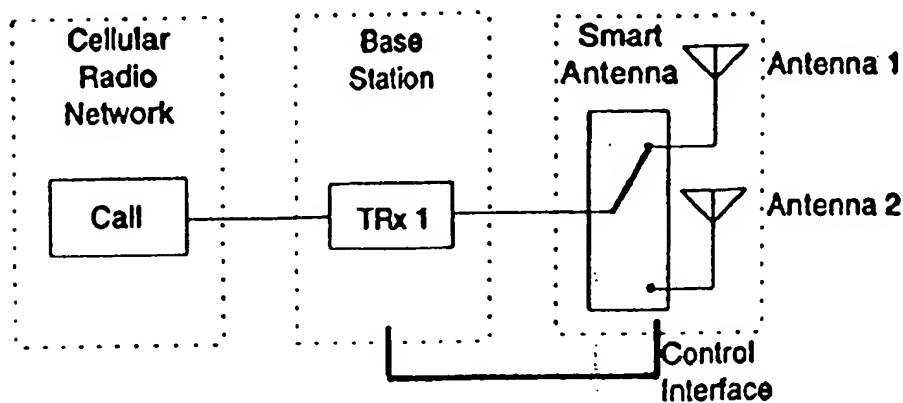 Cellular
Radio
Network
Base
Station
Smart
Antenna
Antenna 1
Call
TRx 1
Antenna 2
Control
Interface